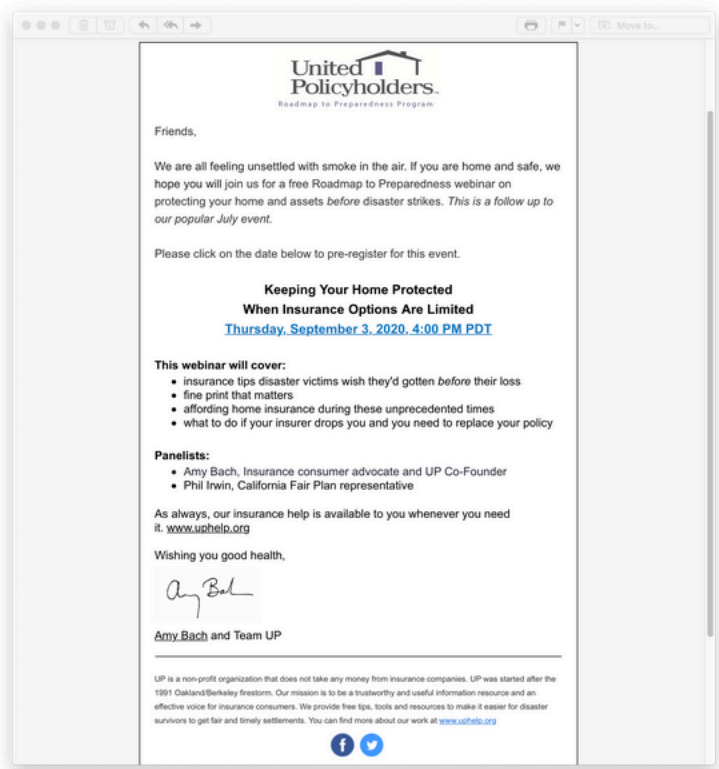 Move to...
United
Policyholders
Roadmap to Preparedness Program
Friends,
We are all feeling unsettled with smoke in the air. If you are home and safe, we
hope you will join us for a free Roadmap to Preparedness webinar on
protecting your home and assets before disaster strikes. This is a follow up to
our popular July event.
Please click on the date below to pre-register for this event.
Keeping Your Home Protected
When Insurance Options Are Limited
Thursday, September 3, 2020, 4:00 PM PDT
This webinar will cover:
• insurance tips disaster victims wish they'd gotten before their loss
• fine print that matters
• affording home insurance during these unprecedented times
• what to do if your insurer drops you and you need to replace your policy
Panelists:
• Amy Bach, Insurance consumer advocate and UP Co-Founder
• Phil Irwin, California Fair Plan representative
As always, our insurance help is available to you whenever you need
it. www.uphelp.org
Wishing you good health,
Amy Bach
Amy Bach and Team UP
UP is a non-profit organization that does not take any money from insurance companies. UP was started after the
1991 Oakland/Berkeley firestorm. Our mission is to be a trustworthy and useful information resource and an
effective voice for insurance consumers. We provide free tips, tools and resources to make it easier for disaster
survivors to get fair and timely settlements. You can find more about our work at www.uphelp.org